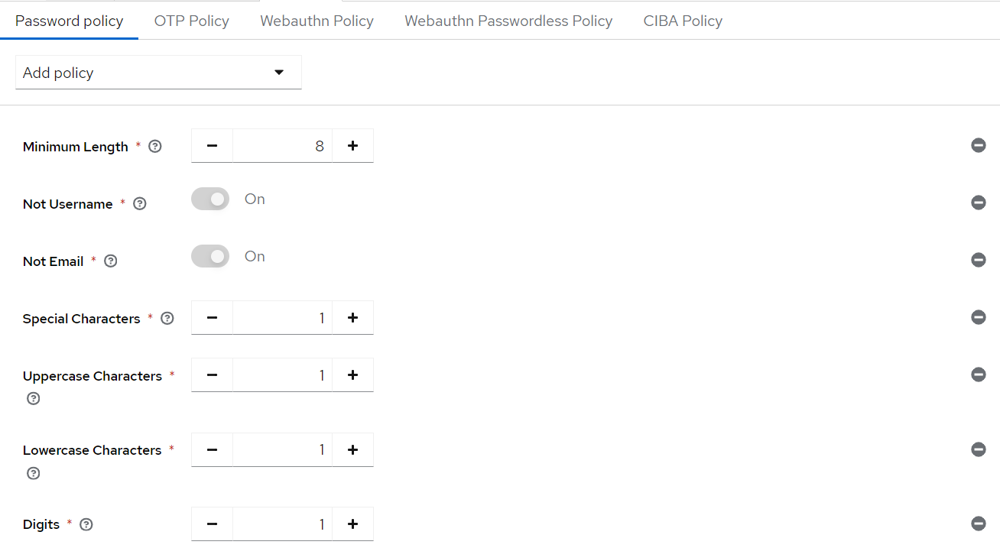 Password policy OTP Policy Webauthn Policy Webauthn Passwordless Policy CIBA Policy
Add policy
Minimum Length * 8
Not Username * On
Not Email * On
Special Characters * 1
Uppercase Characters * 1
Lowercase Characters * 1
Digits * 1